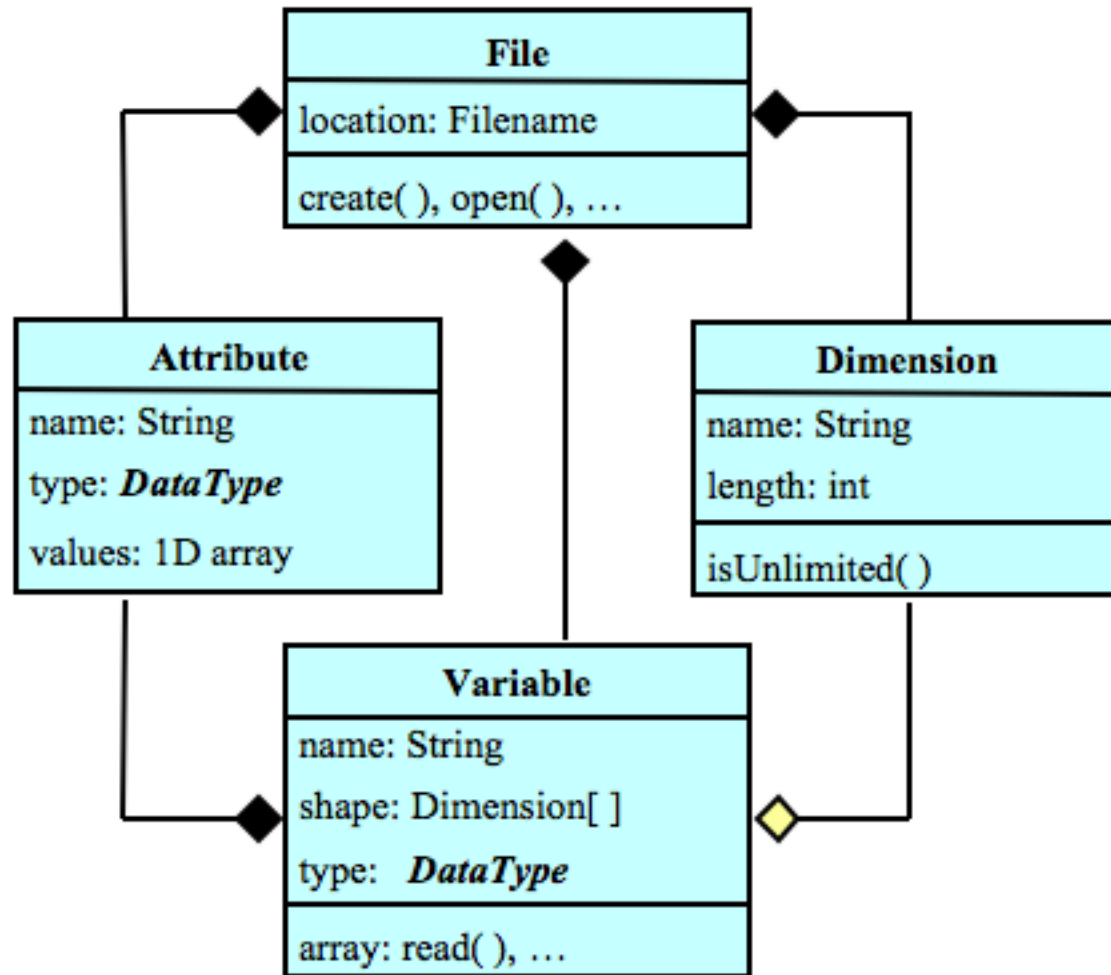 File
location: Filename
create( ), open( ), …
Attribute
name: String
type: DataType
values: 1D array
Dimension
name: String
length: int
isUnlimited( )
Variable
name: String
shape: Dimension[ ]
type: DataType
array: read( ), …